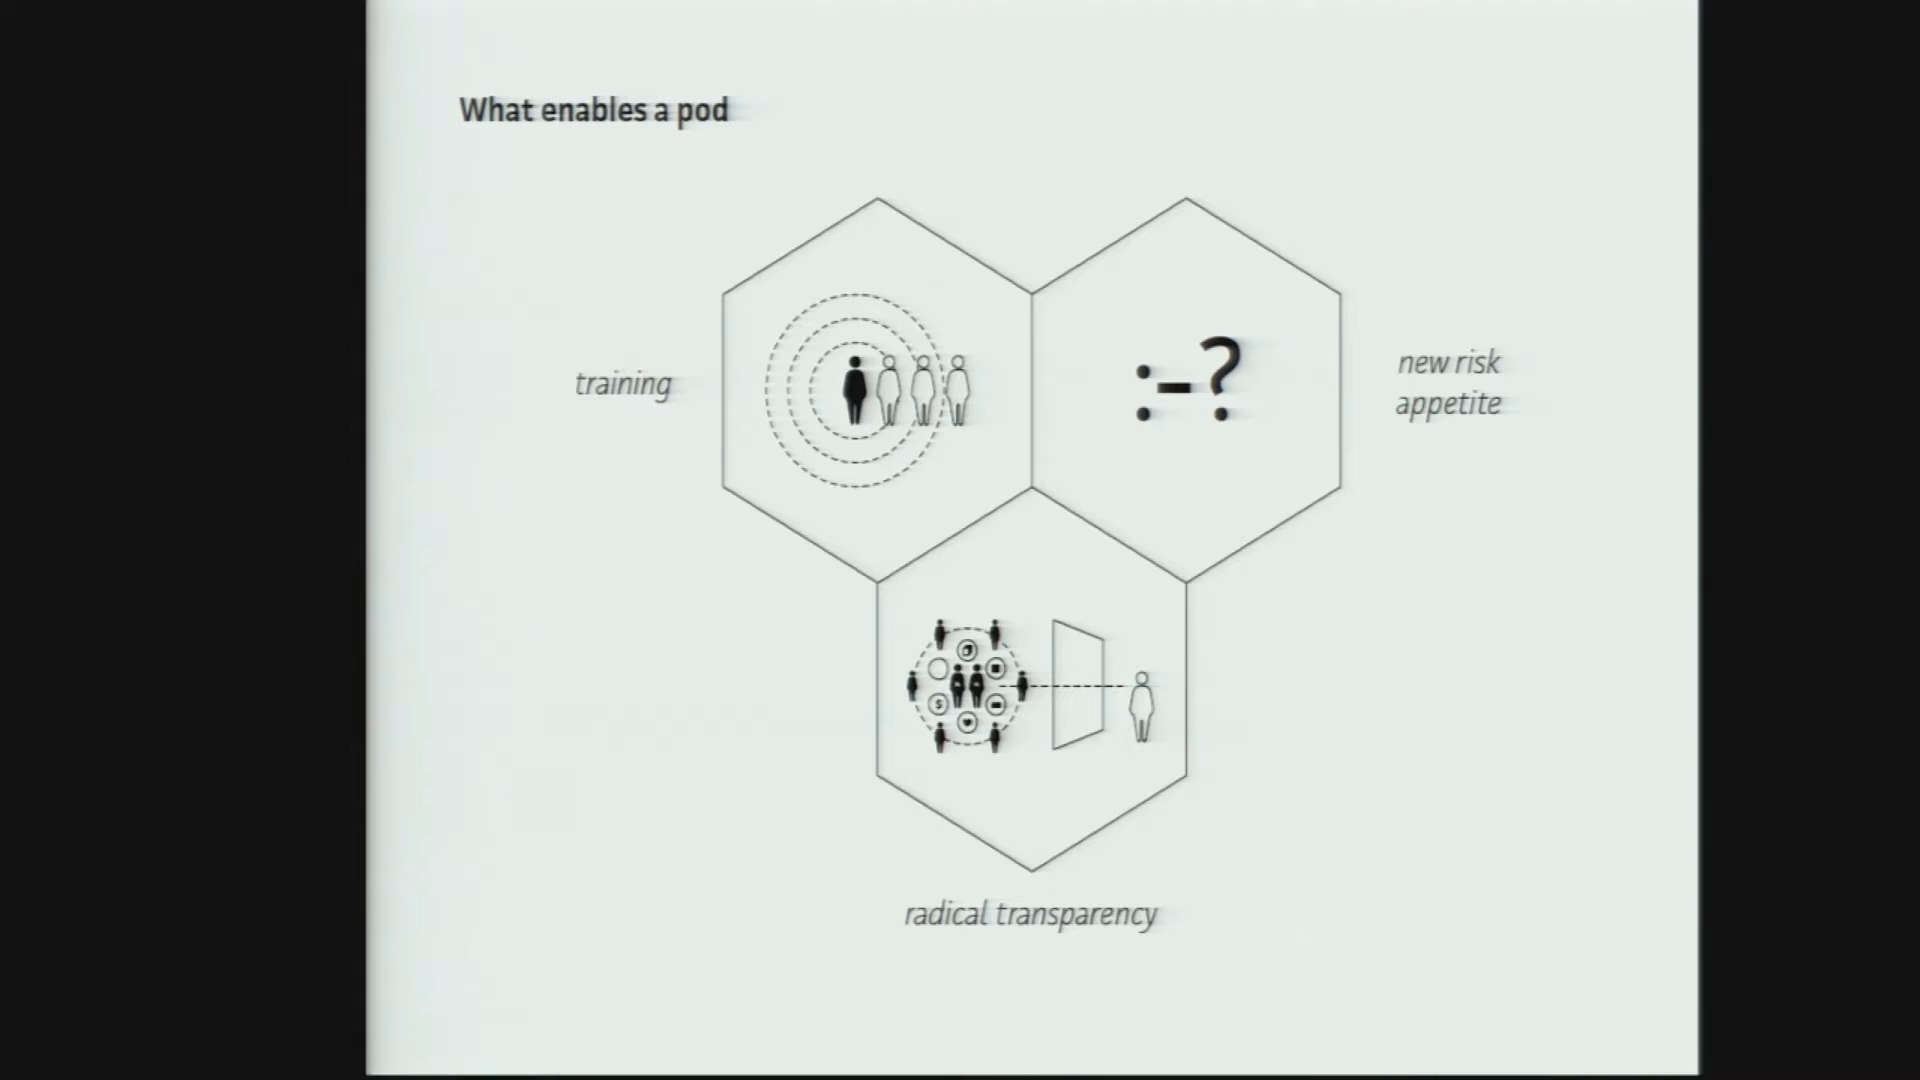 What enables a pod
training
:-?
new risk
appetite
$
radical transparency